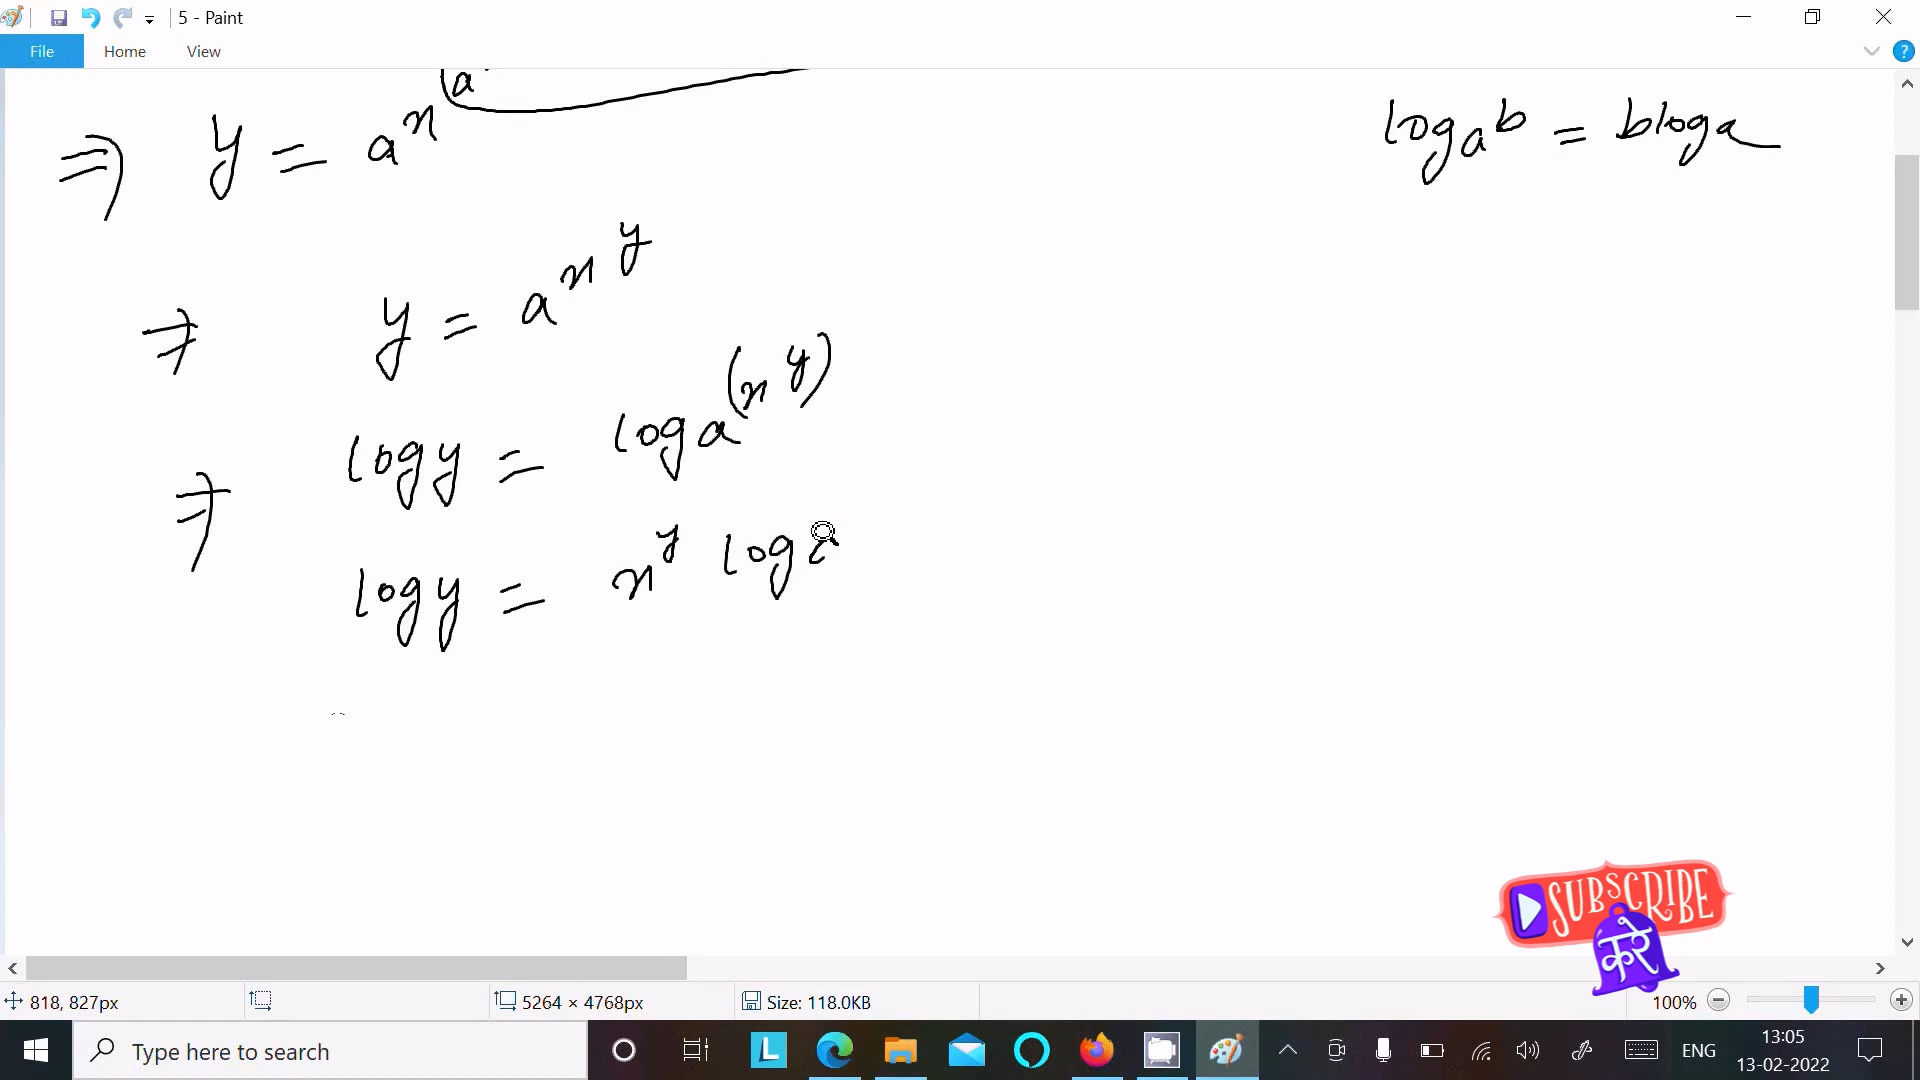 5 - Paint
File Home View
⇒ y = a^x^(a
log a^b = b log a
⇒ y = a^x^y
log y = log a^(x^y)
⇒
log y = x^y log a
SUBSCRIBE
करे
818, 827px
5264 × 4768px
Size: 118.0KB
100%
Type here to search
ENG
13:05
13-02-2022